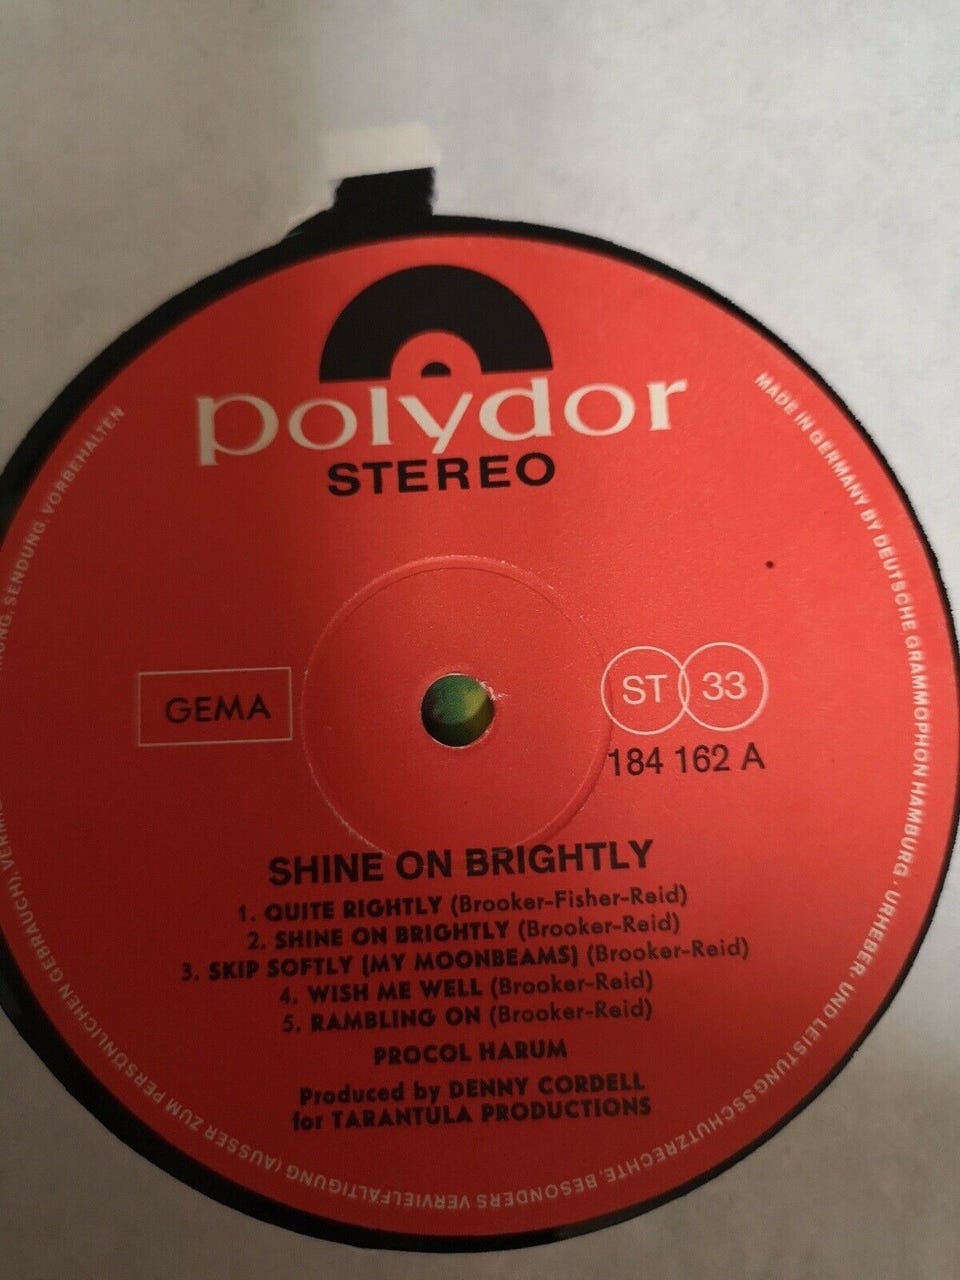 polydor
STEREO
GEMA
ST 33
184 162 A
SHINE ON BRIGHTLY
1. QUITE RIGHTLY (Brooker-Fisher-Reid)
2. SHINE ON BRIGHTLY (Brooker-Reid)
3. SKIP SOFTLY (MY MOONBEAMS) (Brooker-Reid)
4. WISH ME WELL (Brooker-Reid)
5. RAMBLING ON (Brooker-Reid)
PROCOL HARUM
Produced by DENNY CORDELL
for TARANTULA PRODUCTIONS
MADE IN GERMANY BY DEUTSCHE GRAMMOPHON HAMBURG. URHEBER- UND LEISTUNGSSCHUTZRECHTE, BESONDERS VERVIELFÄLTIGUNG (AUSSER ZUM PERSÖNLICHEN GEBRAUCH), SENDUNG, VORBEHALTEN